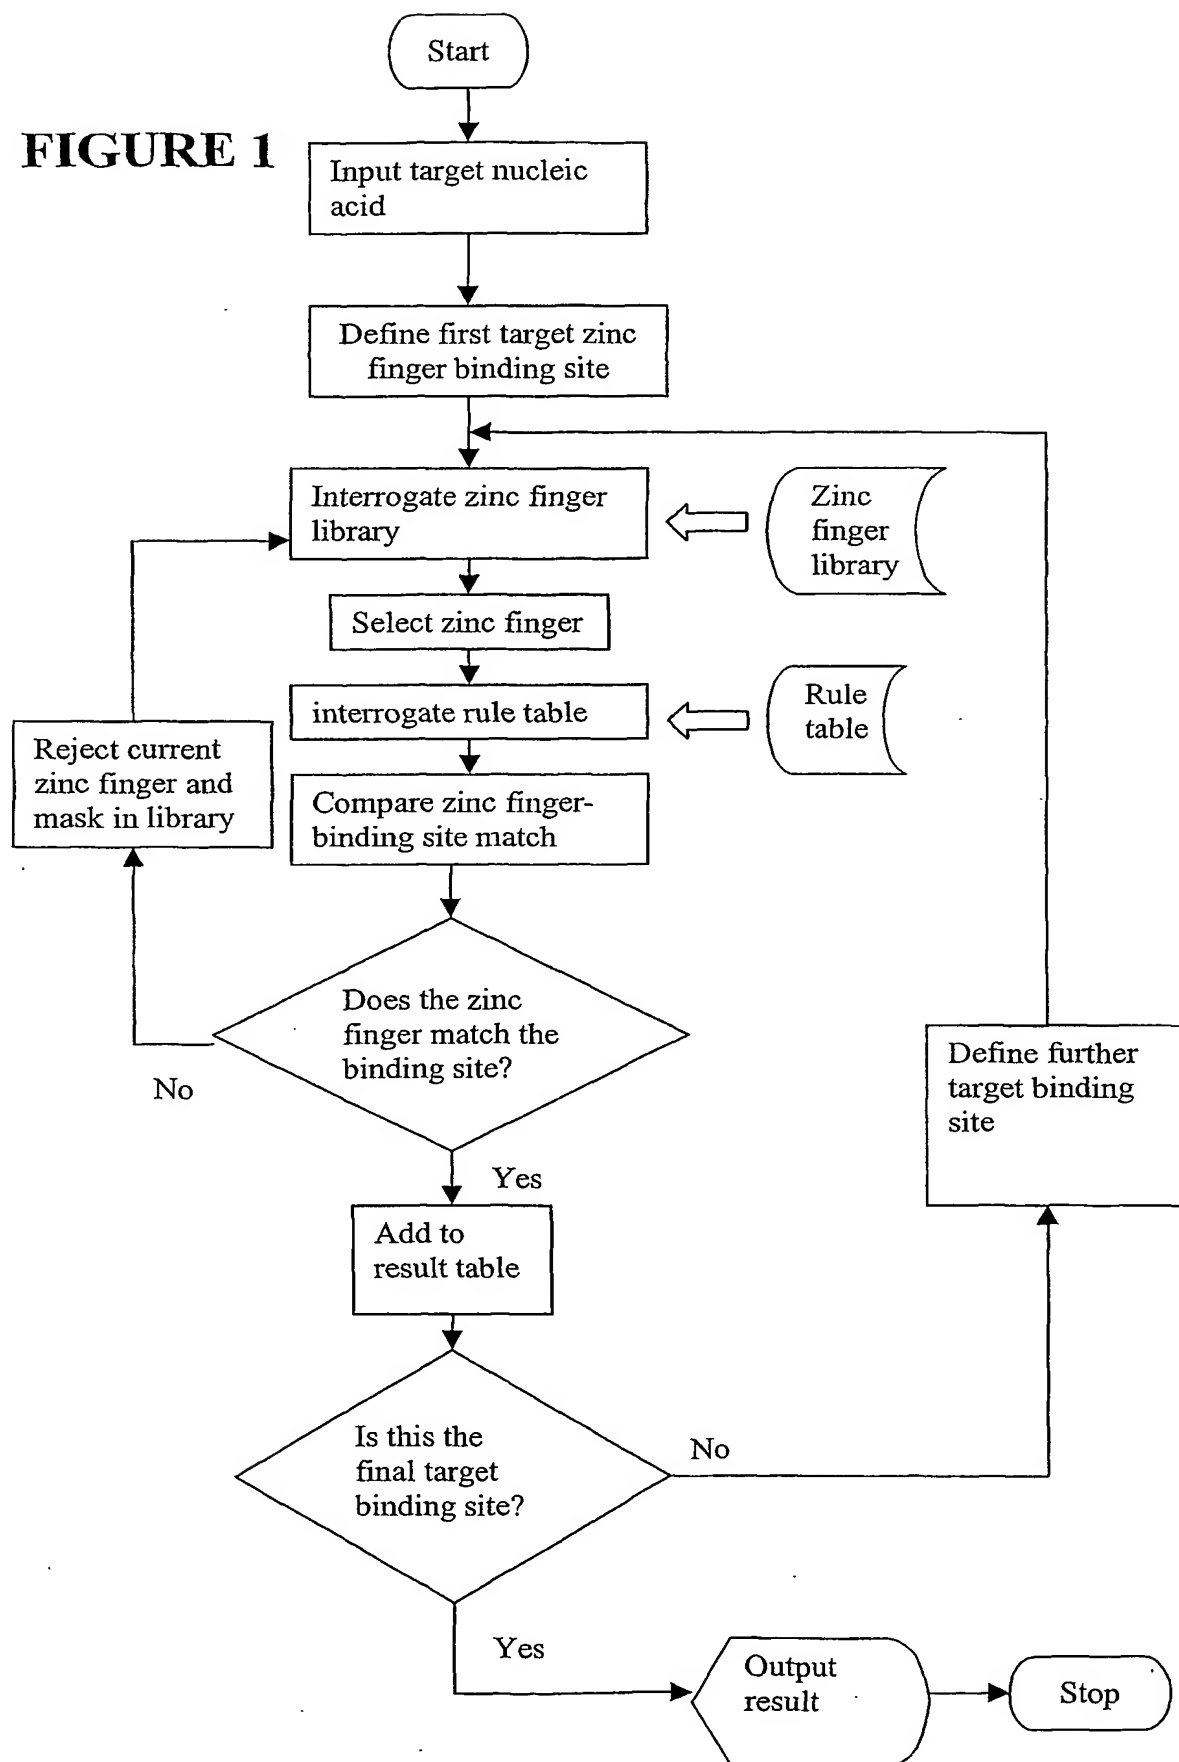 Start
FIGURE 1
Input target nucleic
acid
Define first target zinc
finger binding site
Interrogate zinc finger
library
Zinc
finger
library
Select zinc finger
interrogate rule table
Rule
table
Reject current
zinc finger and
mask in library
Compare zinc finger-
binding site match
Does the zinc
finger match the
binding site?
No
Define further
target binding
site
Yes
Add to
result table
Is this the
final target
binding site?
No
Yes
Output
result
Stop